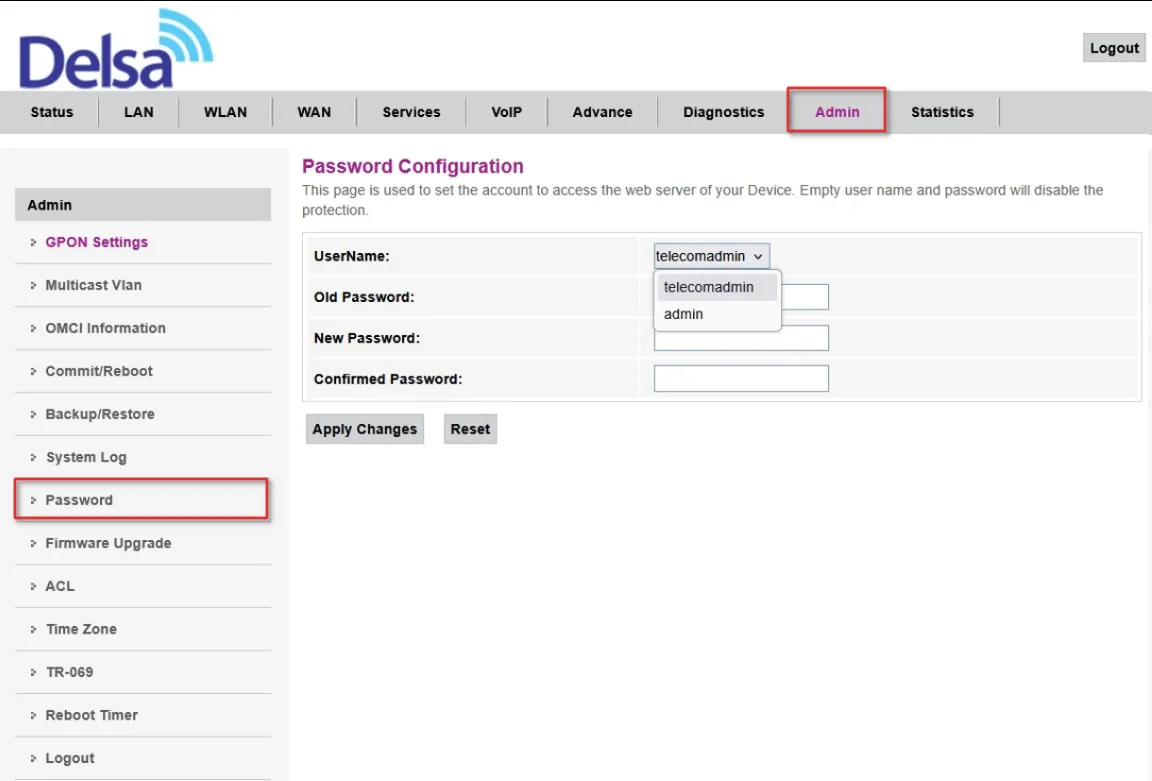 Delsa
Logout
Status LAN WLAN WAN Services VoIP Advance Diagnostics Admin Statistics
Admin
GPON Settings
Multicast Vlan
OMCI Information
Commit/Reboot
Backup/Restore
System Log
Password
Firmware Upgrade
ACL
Time Zone
TR-069
Reboot Timer
Logout
Password Configuration
This page is used to set the account to access the web server of your Device. Empty user name and password will disable the
protection.
UserName: telecomadmin
telecomadmin
admin
Old Password:
New Password:
Confirmed Password:
Apply Changes Reset